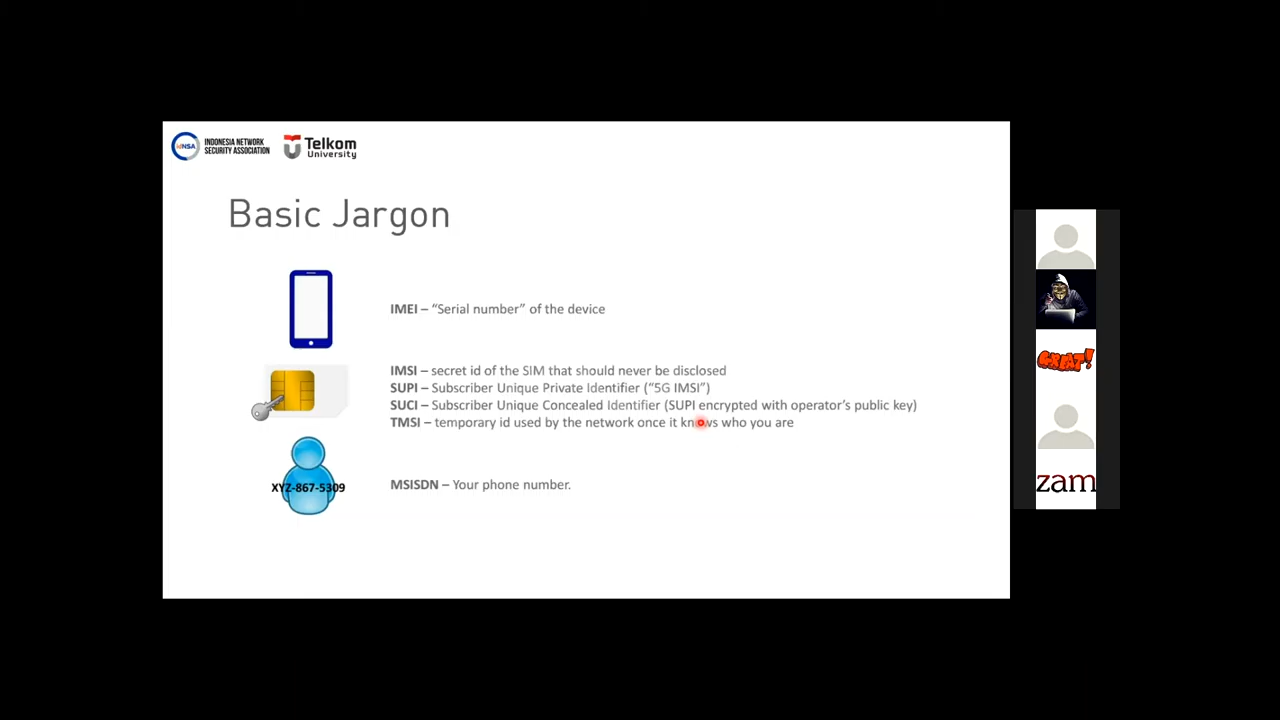 INSA
INDONESIA NETWORK
SECURITY ASSOCIATION
Telkom
University
Basic Jargon
IMEI – “Serial number” of the device
IMSI – secret id of the SIM that should never be disclosed
SUPI – Subscriber Unique Private Identifier (“5G IMSI”)
SUCI – Subscriber Unique Concealed Identifier (SUPI encrypted with operator’s public key)
TMSI – temporary id used by the network once it knows who you are
XYZ-867-5309
MSISDN – Your phone number.
GREAT!
zam